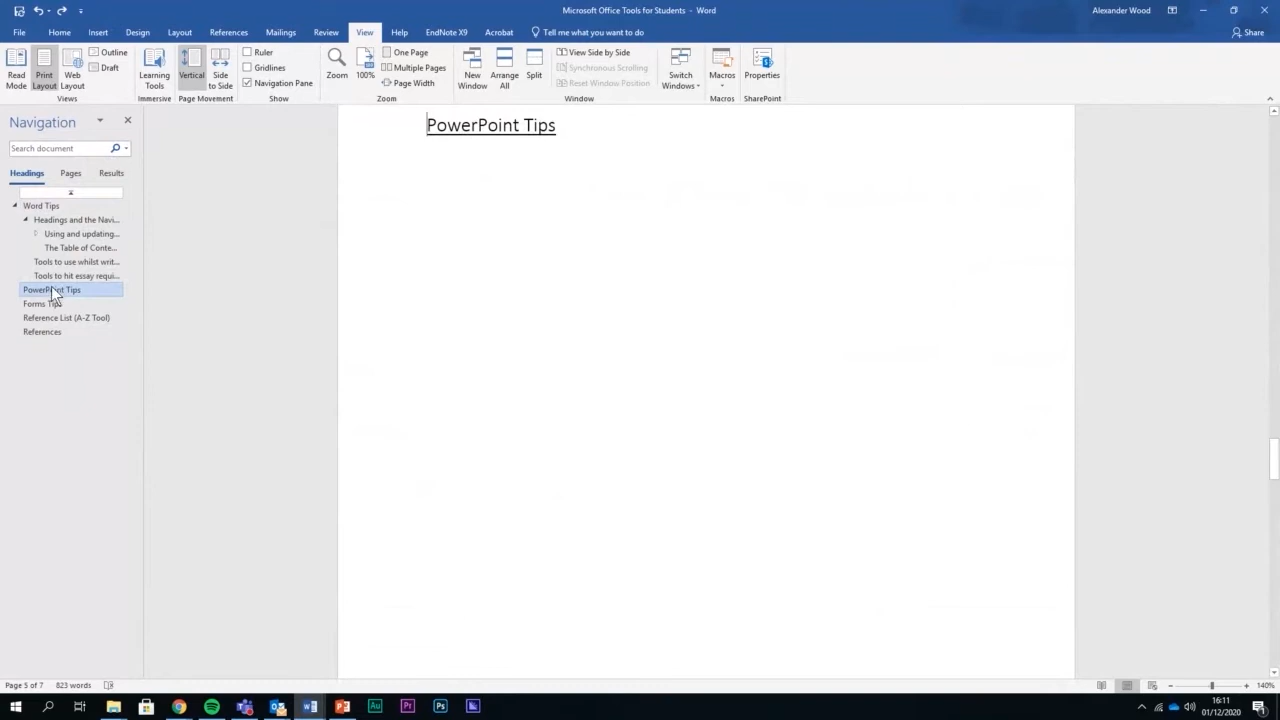 Microsoft Office Tools for Students - Word
Alexander Wood
File Home Insert Draw Design Layout References Mailings Review View Help EndNote X9 Acrobat Tell me what you want to do Share
Read Mode
Print Layout
Web Layout
Outline
Draft
Views
Learning Tools
Immersive
Vertical
Side to Side
Page Movement
Ruler
Gridlines
Navigation Pane
Show
Zoom
100%
One Page
Multiple Pages
Page Width
Zoom
New Window
Arrange All
Split
View Side by Side
Synchronous Scrolling
Reset Window Position
Window
Switch Windows
Macros
Macros
Properties
SharePoint
Navigation
Search document
Headings Pages Results
Word Tips
Headings and the Navi...
Using and updating...
The Table of Conte...
Tools to use whilst writ...
Tools to hit essay requi...
PowerPoint Tips
Forms Tips
Reference List (A-Z Tool)
References
PowerPoint Tips
Page 5 of 7 823 words
140%
Au Pr Ps
16:11
01/12/2020